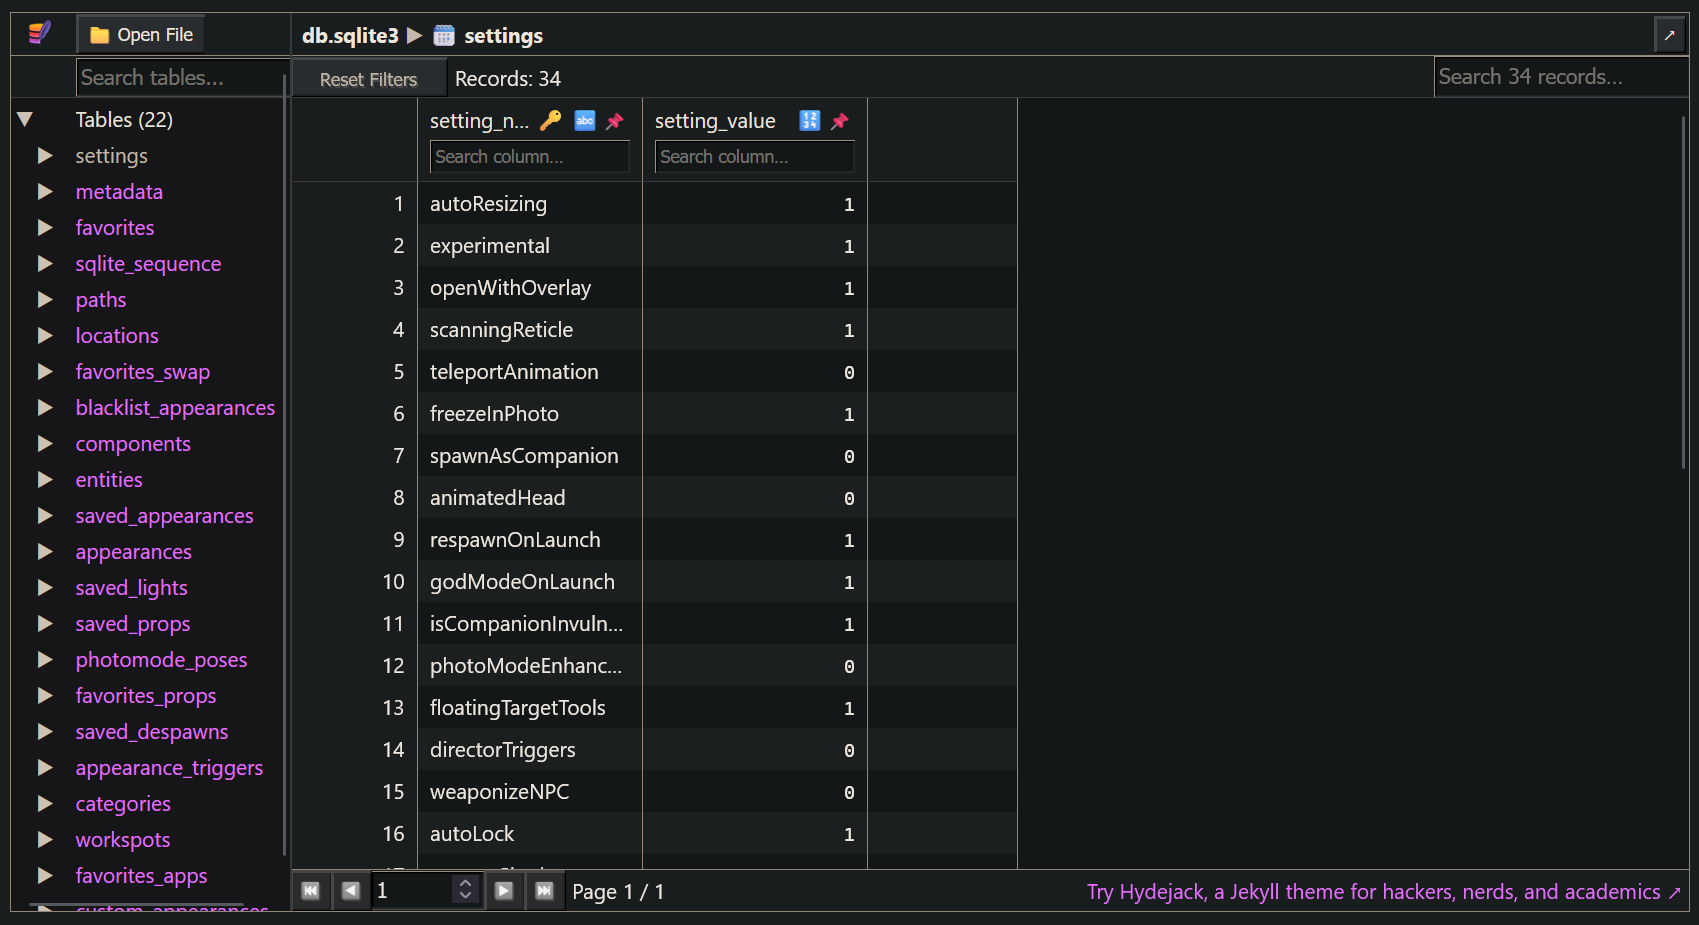 Open File
db.sqlite3 ▶ settings
Search tables...
Reset Filters
Records: 34
Search 34 records...
Tables (22)
settings
metadata
favorites
sqlite_sequence
paths
locations
favorites_swap
blacklist_appearances
components
entities
saved_appearances
appearances
saved_lights
saved_props
photomode_poses
favorites_props
saved_despawns
appearance_triggers
categories
workspots
favorites_apps
custom_appearances
setting_n... abc setting_value 1234
Search column... Search column...
1 autoResizing 1
2 experimental 1
3 openWithOverlay 1
4 scanningReticle 1
5 teleportAnimation 0
6 freezeInPhoto 1
7 spawnAsCompanion 0
8 animatedHead 0
9 respawnOnLaunch 1
10 godModeOnLaunch 1
11 isCompanionInvuln... 1
12 photoModeEnhanc... 0
13 floatingTargetTools 1
14 directorTriggers 0
15 weaponizeNPC 0
16 autoLock 1
1
Page 1 / 1
Try Hydejack, a Jekyll theme for hackers, nerds, and academics ↗